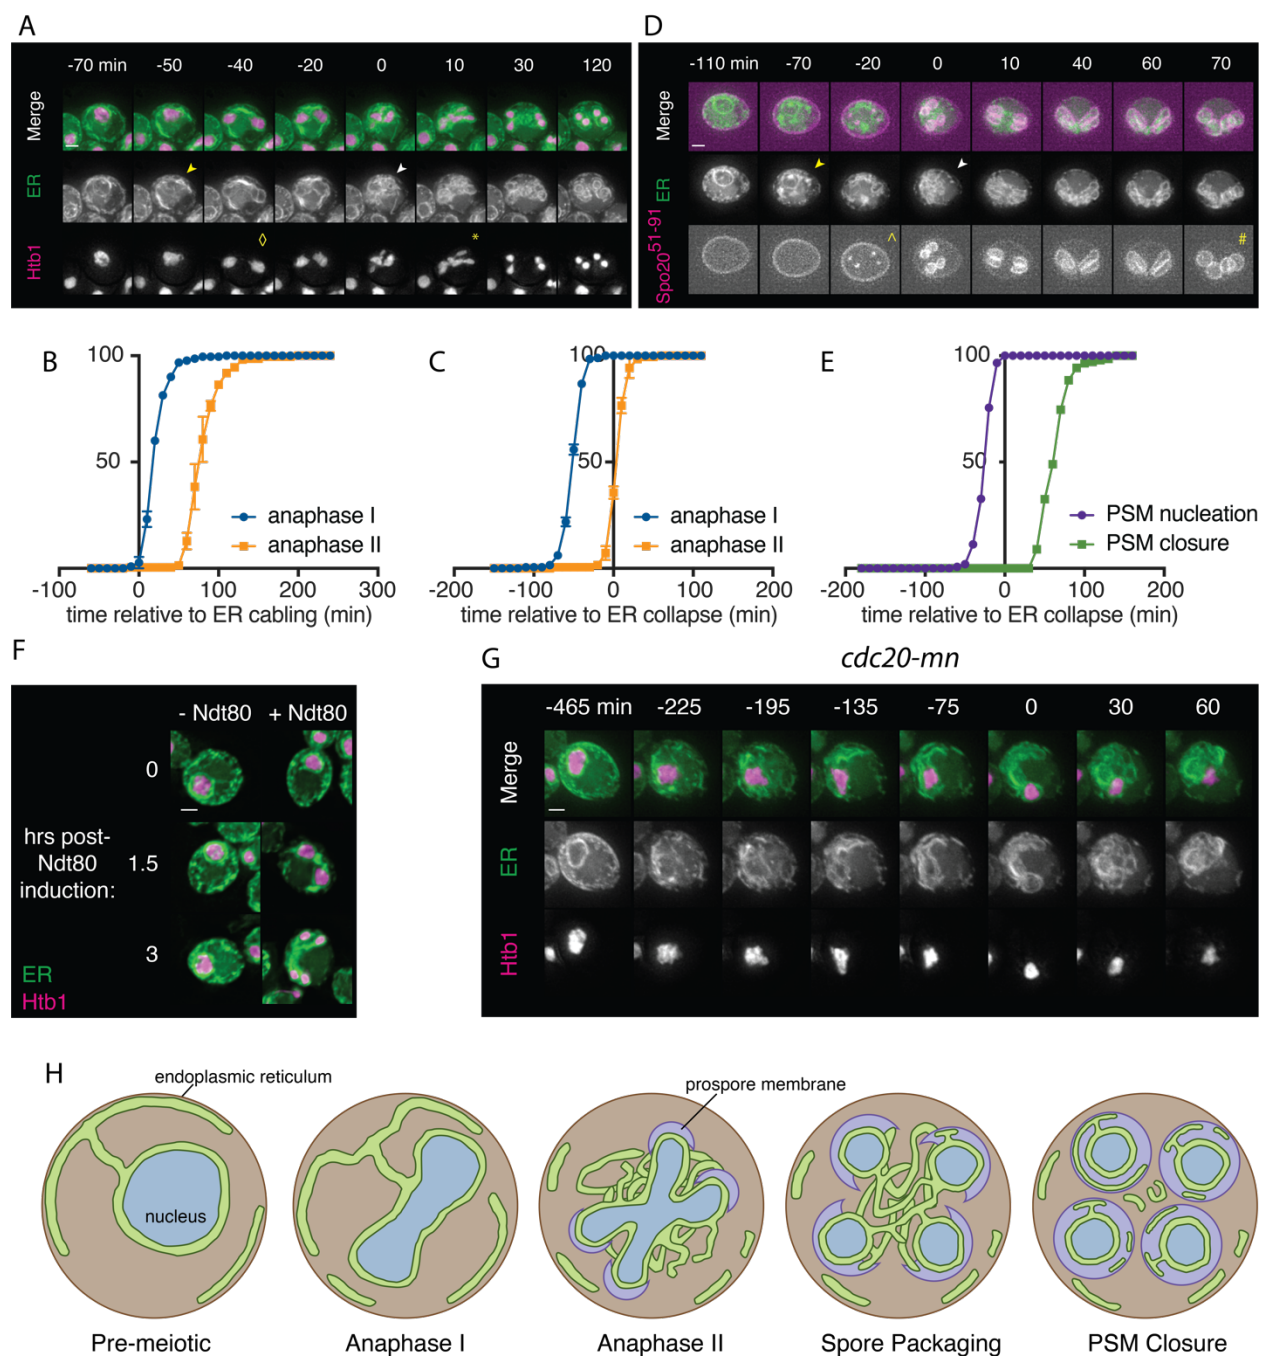 A
-70 min -50 -40 -20 0 10 30 120
Merge
ER
Htb1
◊
*
D
-110 min -70 -20 0 10 40 60 70
Merge
ER
Spo20⁵¹⁻⁹¹
^
#
B
100
50
anaphase I
anaphase II
-100 0 100 200 300
time relative to ER cabling (min)
C
100
50
anaphase I
anaphase II
-200 -100 0 100 200
time relative to ER collapse (min)
E
100
50
PSM nucleation
PSM closure
-200 -100 0 100 200
time relative to ER collapse (min)
F
- Ndt80 + Ndt80
0
hrs post-
Ndt80
induction:
1.5
3
ER
Htb1
G
cdc20-mn
-465 min -225 -195 -135 -75 0 30 60
Merge
ER
Htb1
H
endoplasmic reticulum
prospore membrane
nucleus
Pre-meiotic Anaphase I Anaphase II Spore Packaging PSM Closure